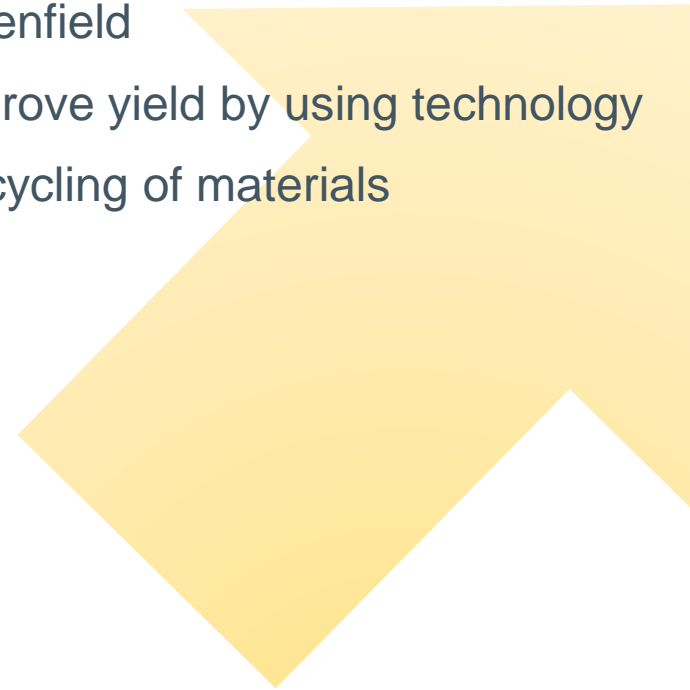 enfield
rove yield by using technology
cycling of materials